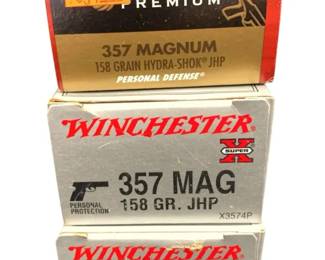 PREMIUM
357 MAGNUM
158 GRAIN HYDRA-SHOK® JHP
PERSONAL DEFENSE®
WINCHESTER
SUPER
X
PERSONAL
PROTECTION
357 MAG
158 GR. JHP
X3574P
WINCHESTER